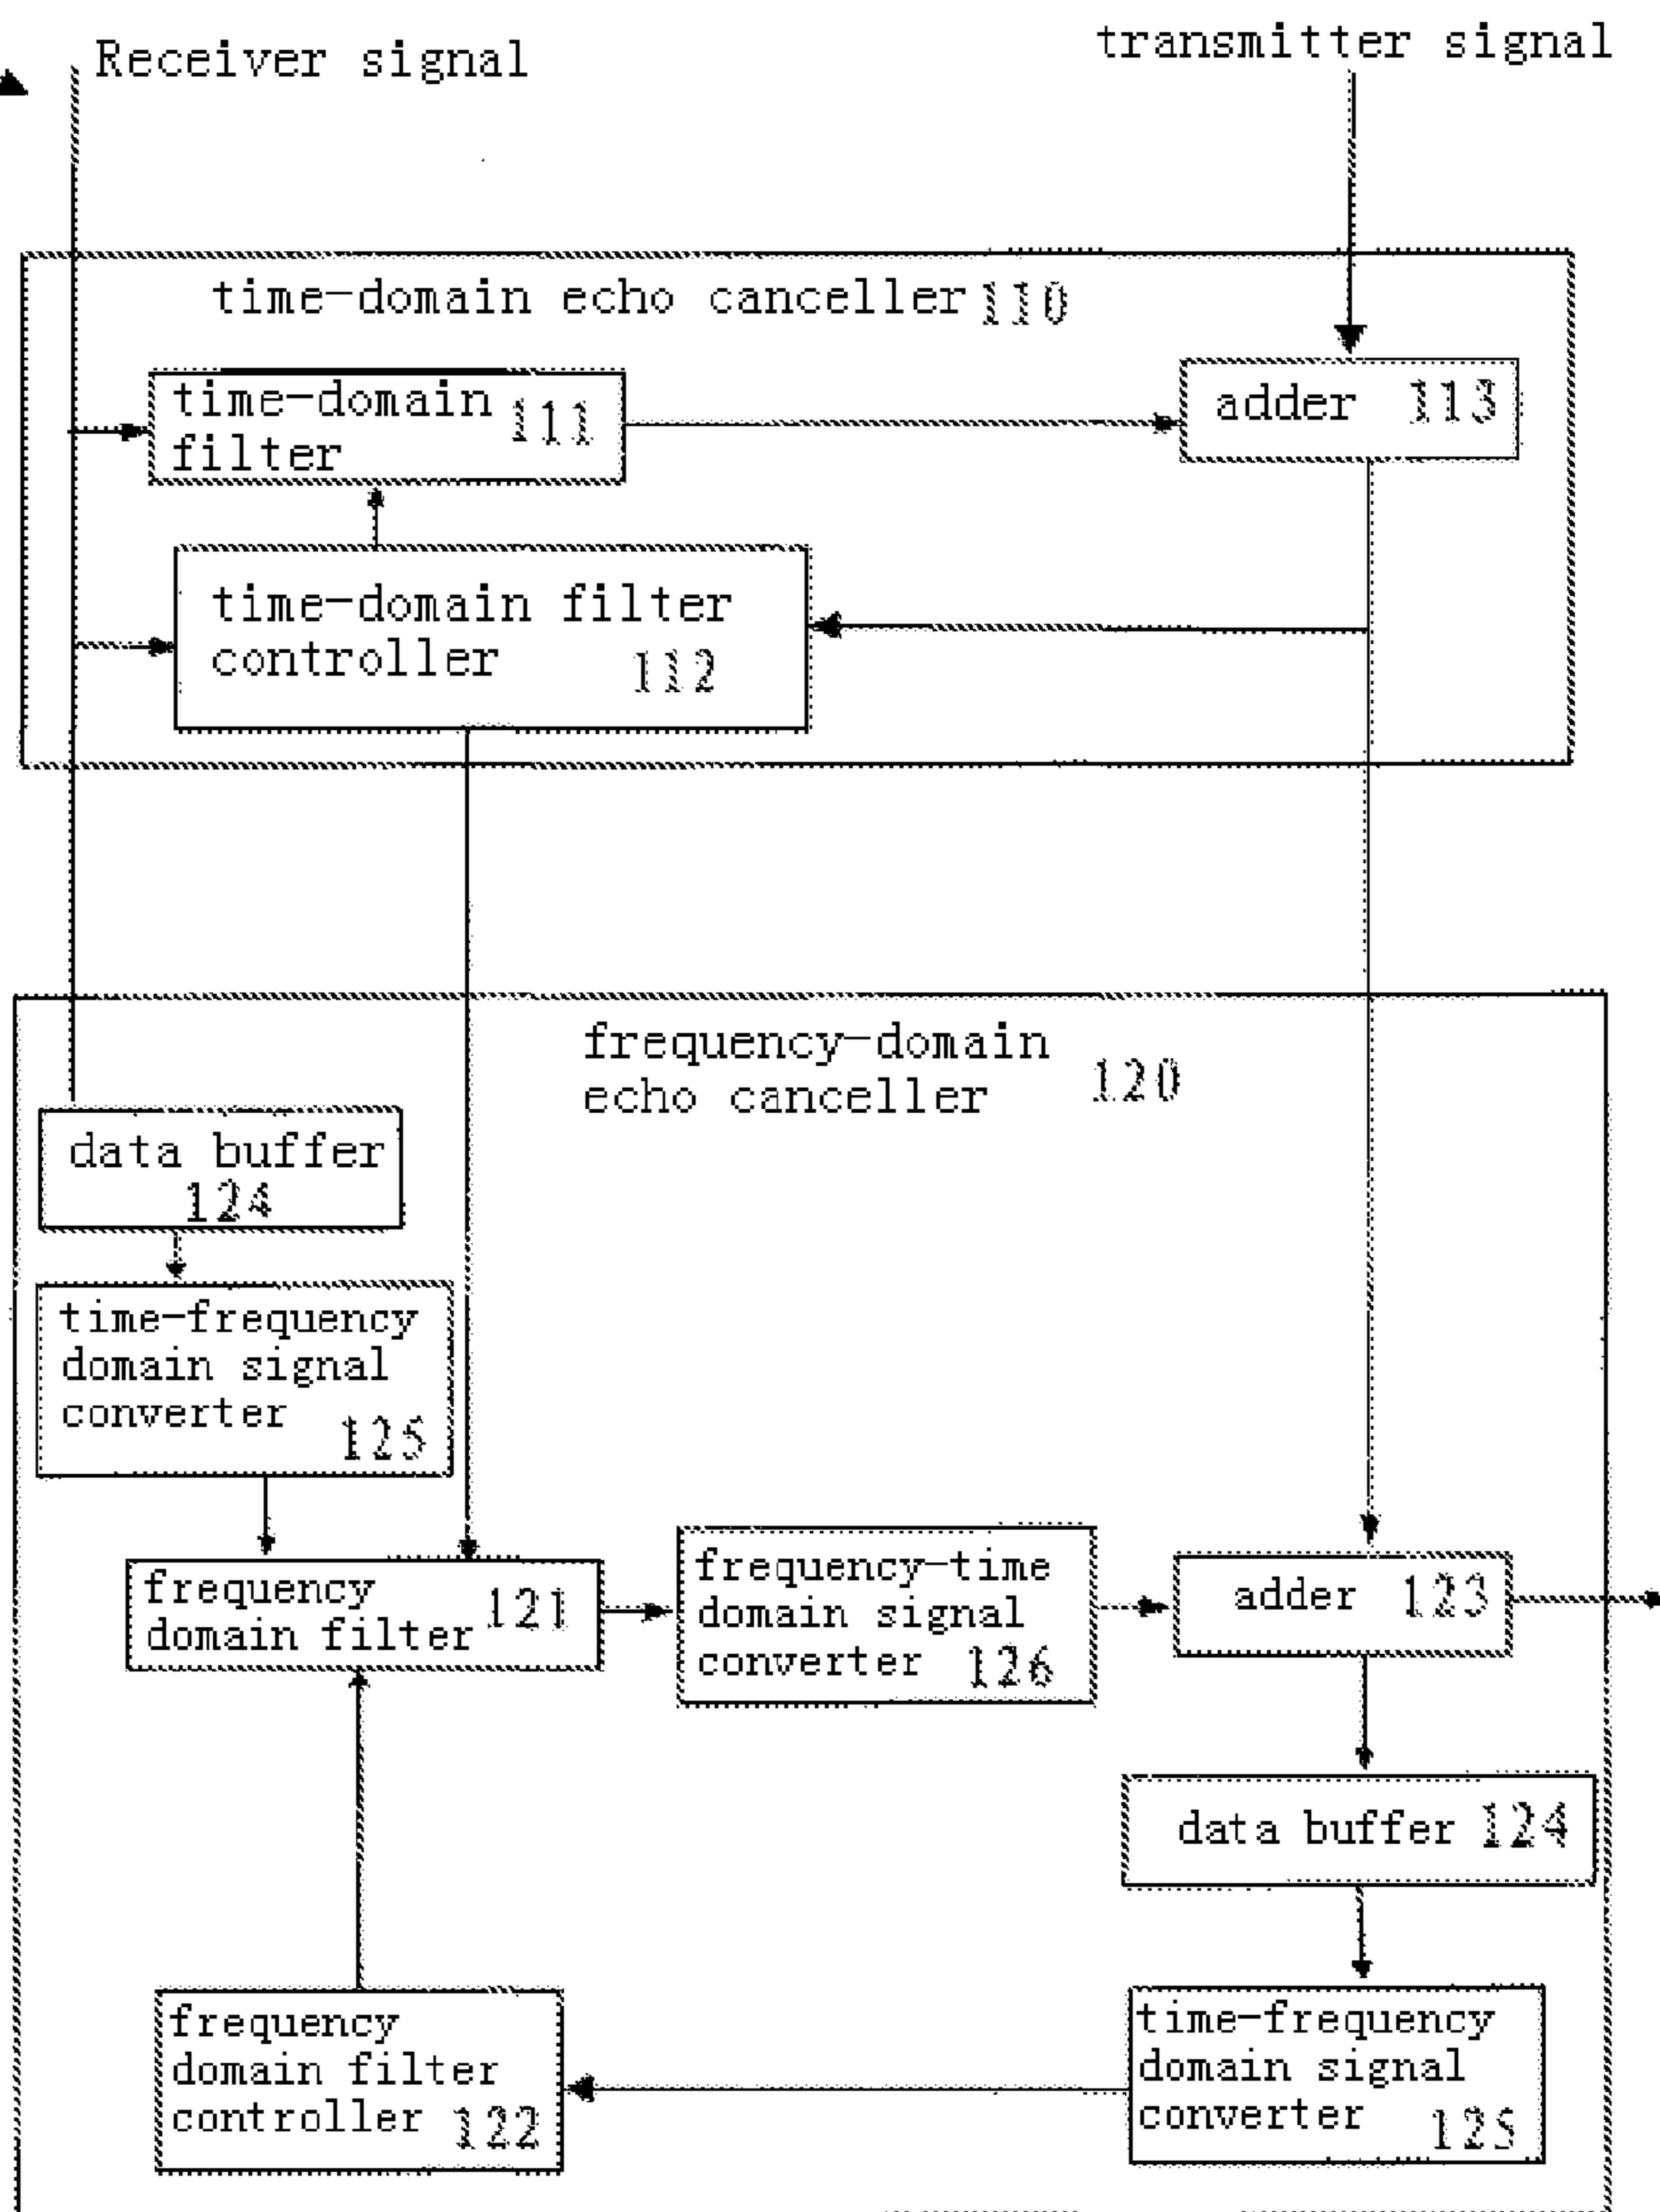 Receiver signal
transmitter signal
time-domain echo canceller 110
time-domain
filter 111
adder 113
time-domain filter
controller 112
frequency-domain
echo canceller 120
data buffer
124
time-frequency
domain signal
converter 125
frequency
domain filter 121
frequency-time
domain signal
converter 126
adder 123
data buffer 124
frequency
domain filter
controller 122
time-frequency
domain signal
converter 125